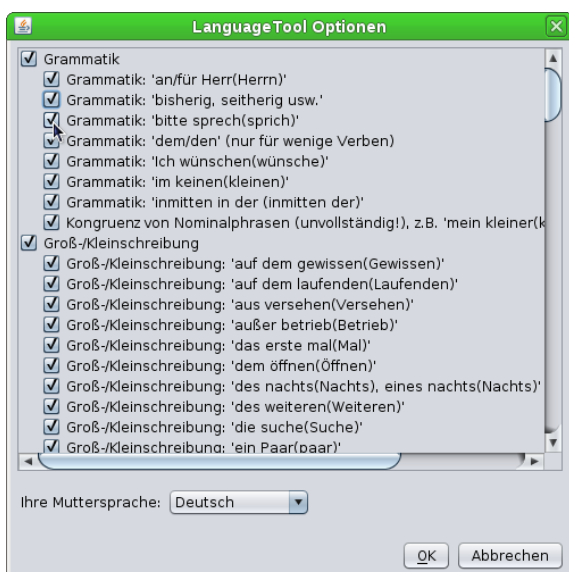 LanguageTool Optionen
Grammatik
Grammatik: 'an/für Herr(Herrn)'
Grammatik: 'bisherig, seitherig usw.'
Grammatik: 'bitte sprech(sprich)'
Grammatik: 'dem/den' (nur für wenige Verben)
Grammatik: 'Ich wünschen(wünsche)'
Grammatik: 'im keinen(kleinen)'
Grammatik: 'inmitten in der (inmitten der)'
Kongruenz von Nominalphrasen (unvollständig!), z.B. 'mein kleiner(k
Groß-/Kleinschreibung
Groß-/Kleinschreibung: 'auf dem gewissen(Gewissen)'
Groß-/Kleinschreibung: 'auf dem laufenden(Laufenden)'
Groß-/Kleinschreibung: 'aus versehen(Versehen)'
Groß-/Kleinschreibung: 'außer betrieb(Betrieb)'
Groß-/Kleinschreibung: 'das erste mal(Mal)'
Groß-/Kleinschreibung: 'dem öffnen(Öffnen)'
Groß-/Kleinschreibung: 'des nachts(Nachts), eines nachts(Nachts)'
Groß-/Kleinschreibung: 'des weiteren(Weiteren)'
Groß-/Kleinschreibung: 'die suche(Suche)'
Groß-/Kleinschreibung: 'ein Paar(paar)'
Ihre Muttersprache: Deutsch
OK Abbrechen